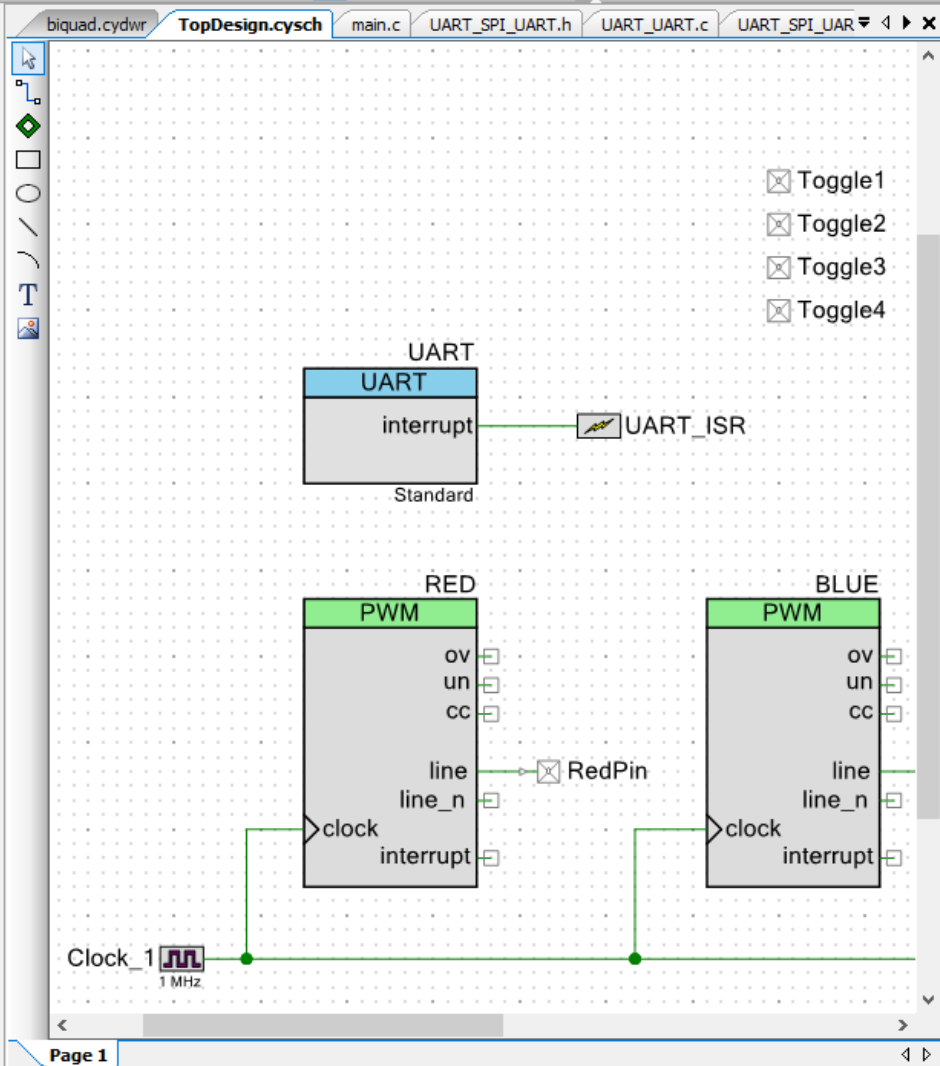 biquad.cydwr TopDesign.cysch main.c UART_SPI_UART.h UART_UART.c UART_SPI_UAR
T
Toggle1
Toggle2
Toggle3
Toggle4
UART
UART
interrupt
UART_ISR
Standard
RED
PWM
ov
un
cc
line
RedPin
line_n
clock
interrupt
BLUE
PWM
ov
un
cc
line
line_n
clock
interrupt
Clock_1
1 MHz
Page 1